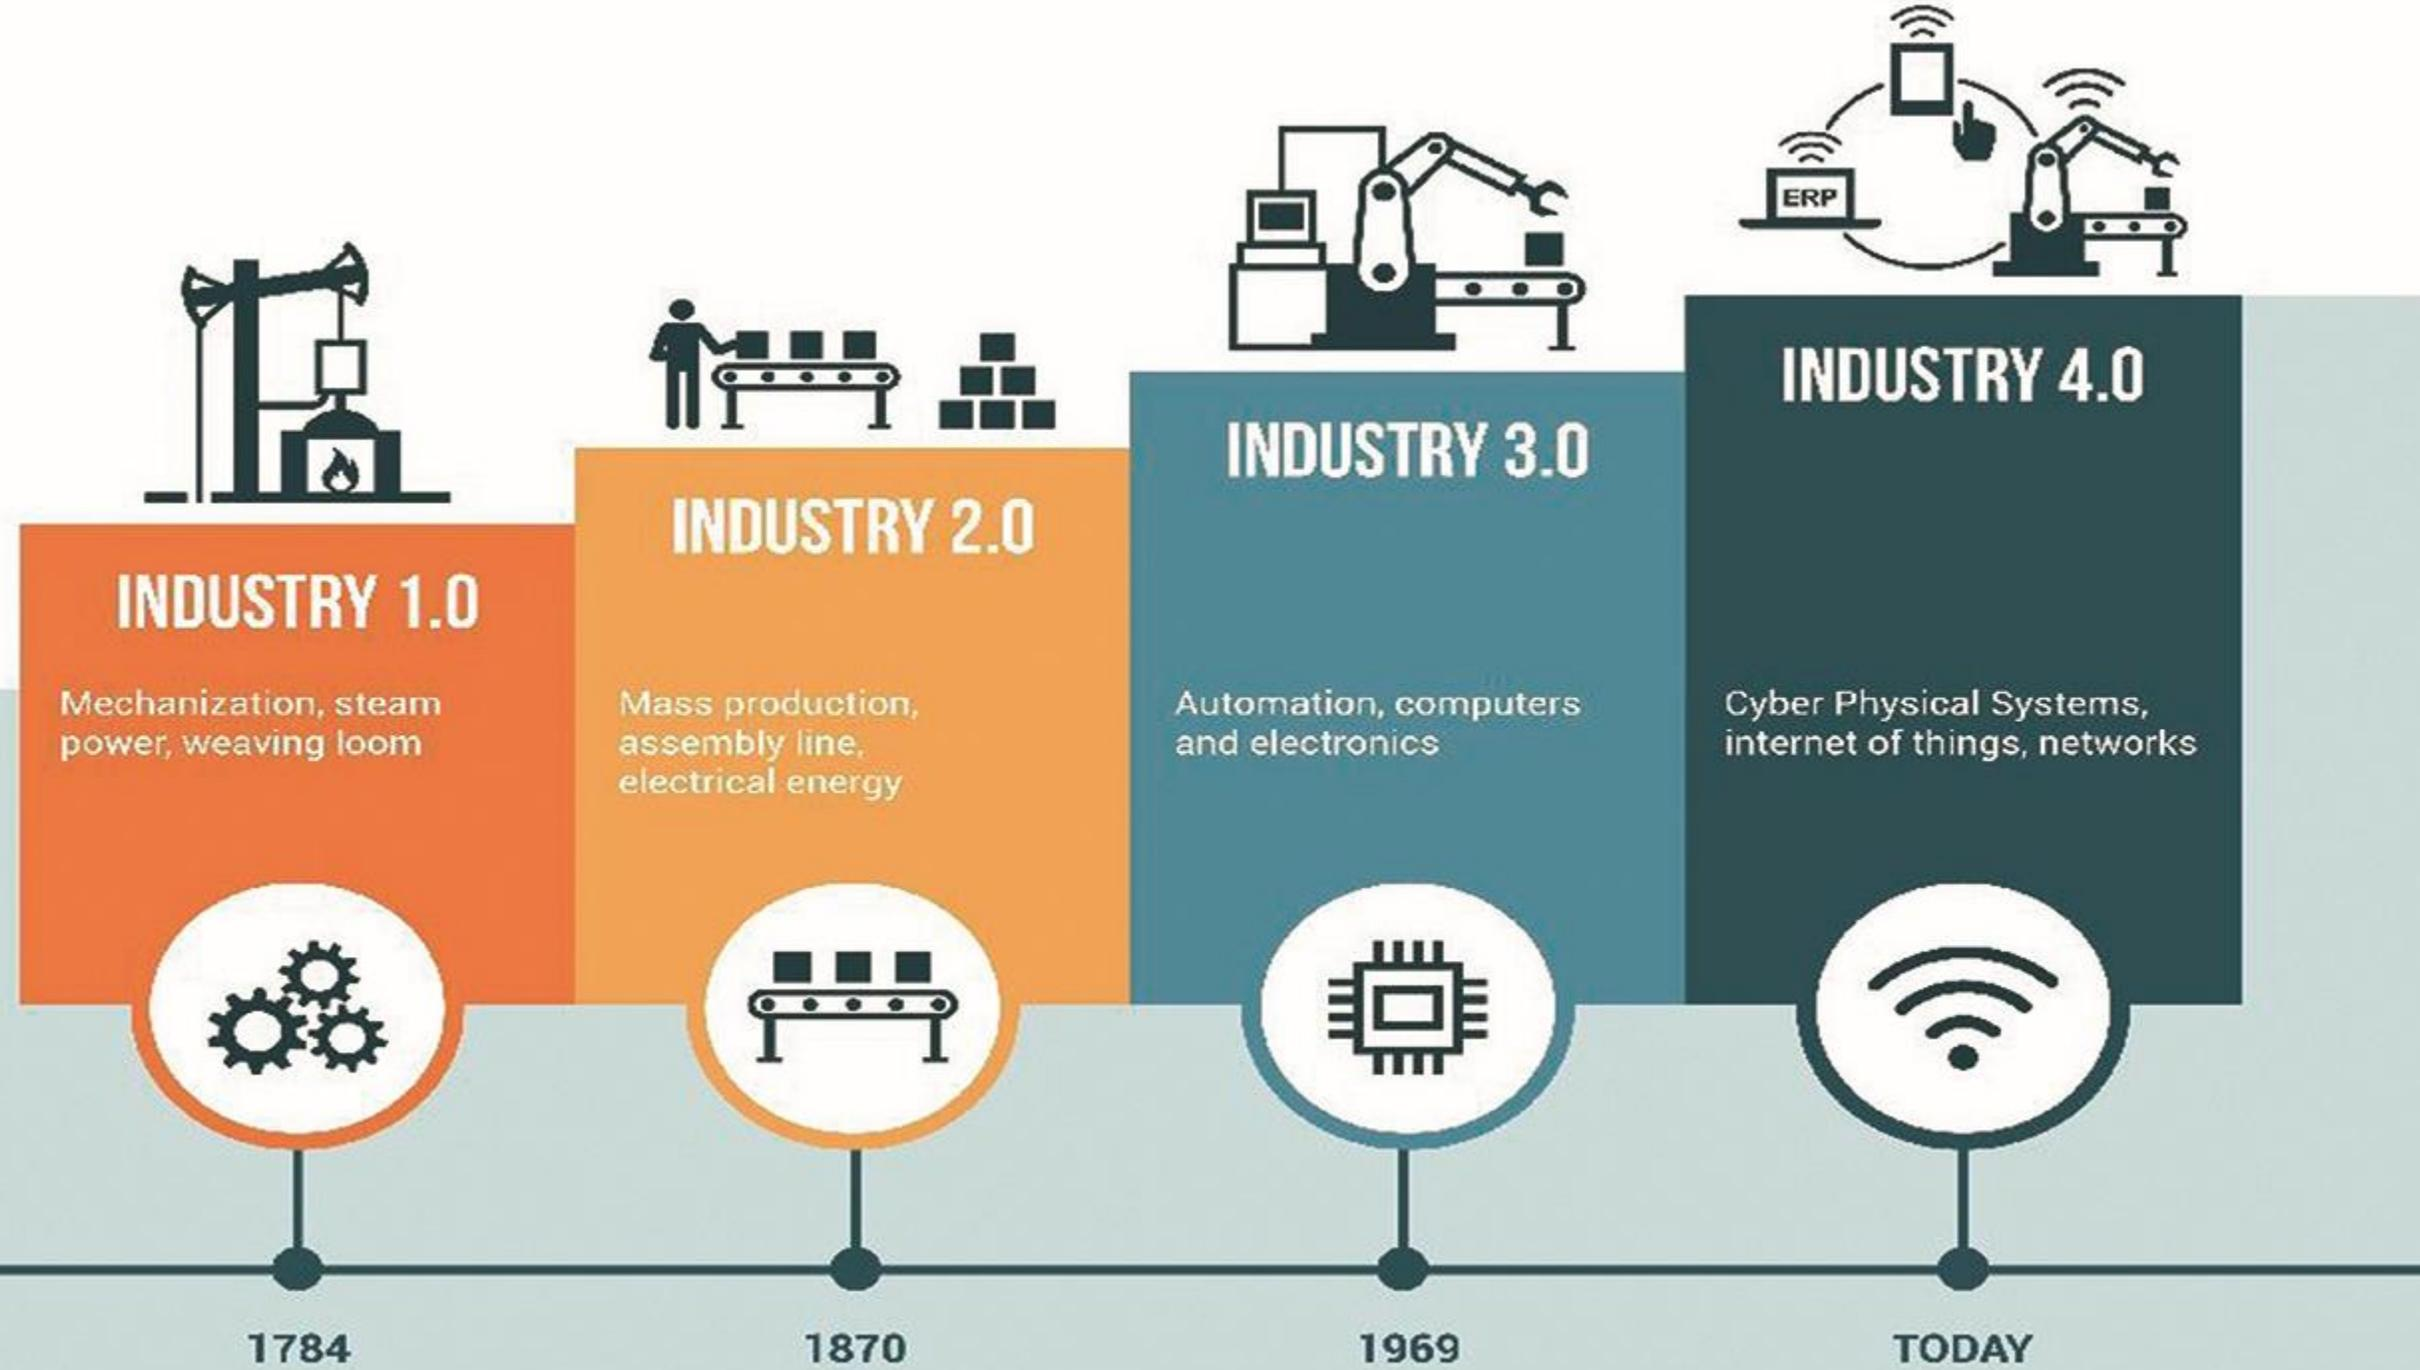 ERP
INDUSTRY 1.0
Mechanization, steam
power, weaving loom
1784
INDUSTRY 2.0
Mass production,
assembly line,
electrical energy
1870
INDUSTRY 3.0
Automation, computers
and electronics
1969
INDUSTRY 4.0
Cyber Physical Systems,
internet of things, networks
TODAY